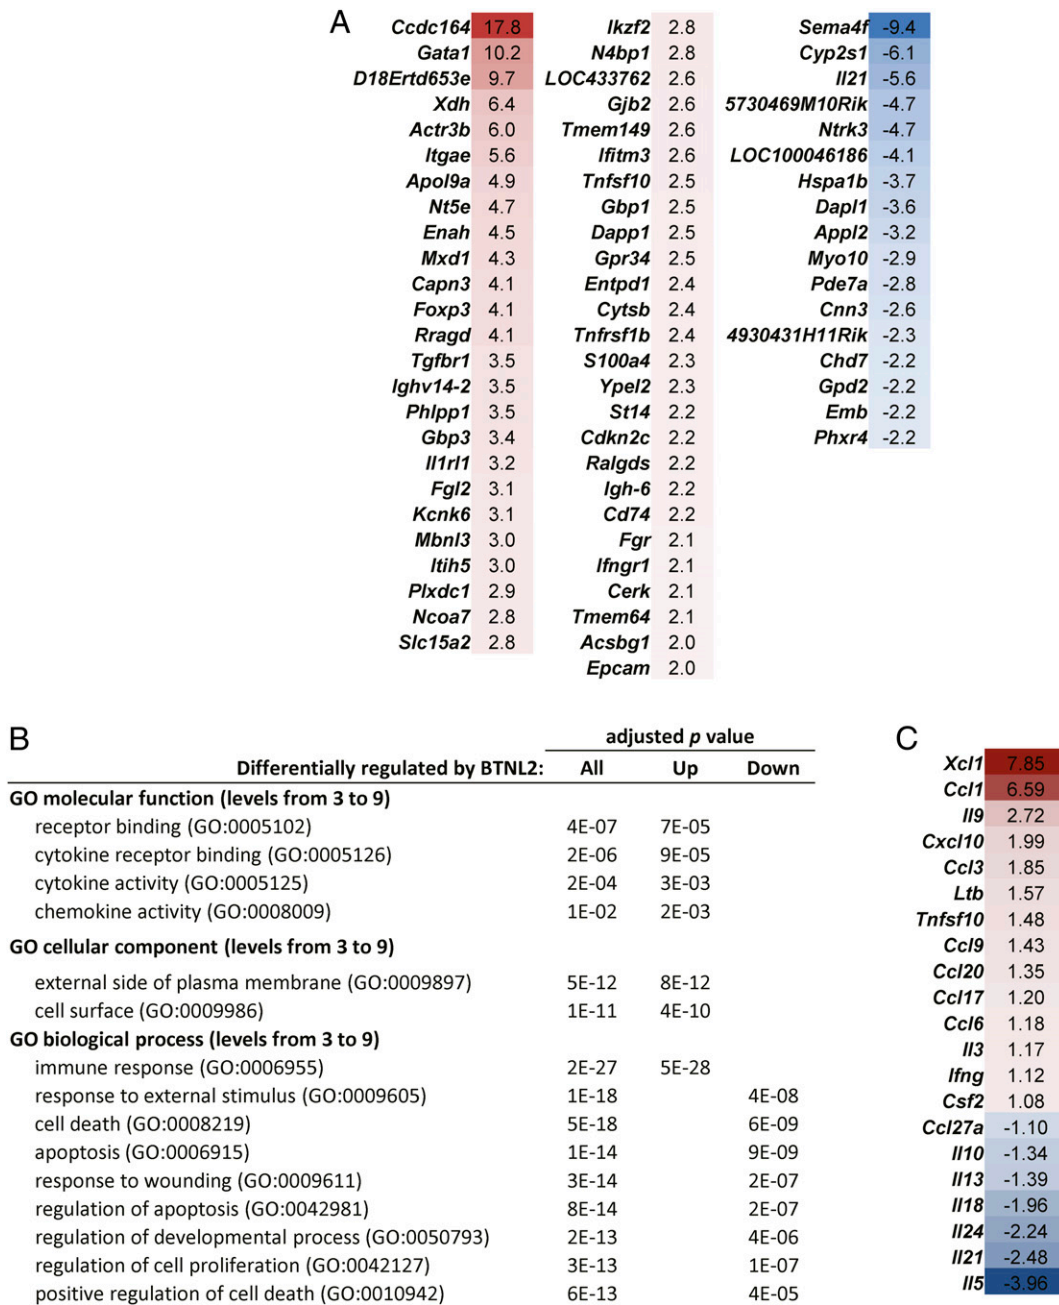 A
Ccdc164 17.8
Gata1 10.2
D18Ertd653e 9.7
Xdh 6.4
Actr3b 6.0
Itgae 5.6
Apol9a 4.9
Nt5e 4.7
Enah 4.5
Mxd1 4.3
Capn3 4.1
Foxp3 4.1
Rragd 4.1
Tgfbr1 3.5
Ighv14-2 3.5
Phlpp1 3.5
Gbp3 3.4
Il1rl1 3.2
Fgl2 3.1
Kcnk6 3.1
Mbnl3 3.0
Itih5 3.0
Plxdc1 2.9
Ncoa7 2.8
Slc15a2 2.8
Ikzf2 2.8
N4bp1 2.8
LOC433762 2.6
Gjb2 2.6
Tmem149 2.6
Ifitm3 2.6
Tnfsf10 2.5
Gbp1 2.5
Dapp1 2.5
Gpr34 2.5
Entpd1 2.4
Cytsb 2.4
Tnfrsf1b 2.4
S100a4 2.3
Ypel2 2.3
St14 2.2
Cdkn2c 2.2
Ralgds 2.2
Igh-6 2.2
Cd74 2.2
Fgr 2.1
Ifngr1 2.1
Cerk 2.1
Tmem64 2.1
Acsbg1 2.0
Epcam 2.0
Sema4f -9.4
Cyp2s1 -6.1
Il21 -5.6
5730469M10Rik -4.7
Ntrk3 -4.7
LOC100046186 -4.1
Hspa1b -3.7
Dapl1 -3.6
Appl2 -3.2
Myo10 -2.9
Pde7a -2.8
Cnn3 -2.6
4930431H11Rik -2.3
Chd7 -2.2
Gpd2 -2.2
Emb -2.2
Phxr4 -2.2
B
adjusted p value
Differentially regulated by BTNL2: All Up Down
GO molecular function (levels from 3 to 9)
receptor binding (GO:0005102) 4E-07 7E-05
cytokine receptor binding (GO:0005126) 2E-06 9E-05
cytokine activity (GO:0005125) 2E-04 3E-03
chemokine activity (GO:0008009) 1E-02 2E-03
GO cellular component (levels from 3 to 9)
external side of plasma membrane (GO:0009897) 5E-12 8E-12
cell surface (GO:0009986) 1E-11 4E-10
GO biological process (levels from 3 to 9)
immune response (GO:0006955) 2E-27 5E-28
response to external stimulus (GO:0009605) 1E-18 4E-08
cell death (GO:0008219) 5E-18 6E-09
apoptosis (GO:0006915) 1E-14 9E-09
response to wounding (GO:0009611) 3E-14 2E-07
regulation of apoptosis (GO:0042981) 8E-14 2E-07
regulation of developmental process (GO:0050793) 2E-13 4E-06
regulation of cell proliferation (GO:0042127) 3E-13 1E-07
positive regulation of cell death (GO:0010942) 6E-13 4E-05
C
Xcl1 7.85
Ccl1 6.59
Il9 2.72
Cxcl10 1.99
Ccl3 1.85
Ltb 1.57
Tnfsf10 1.48
Ccl9 1.43
Ccl20 1.35
Ccl17 1.20
Ccl6 1.18
Il3 1.17
Ifng 1.12
Csf2 1.08
Ccl27a -1.10
Il10 -1.34
Il13 -1.39
Il18 -1.96
Il24 -2.24
Il21 -2.48
Il5 -3.96